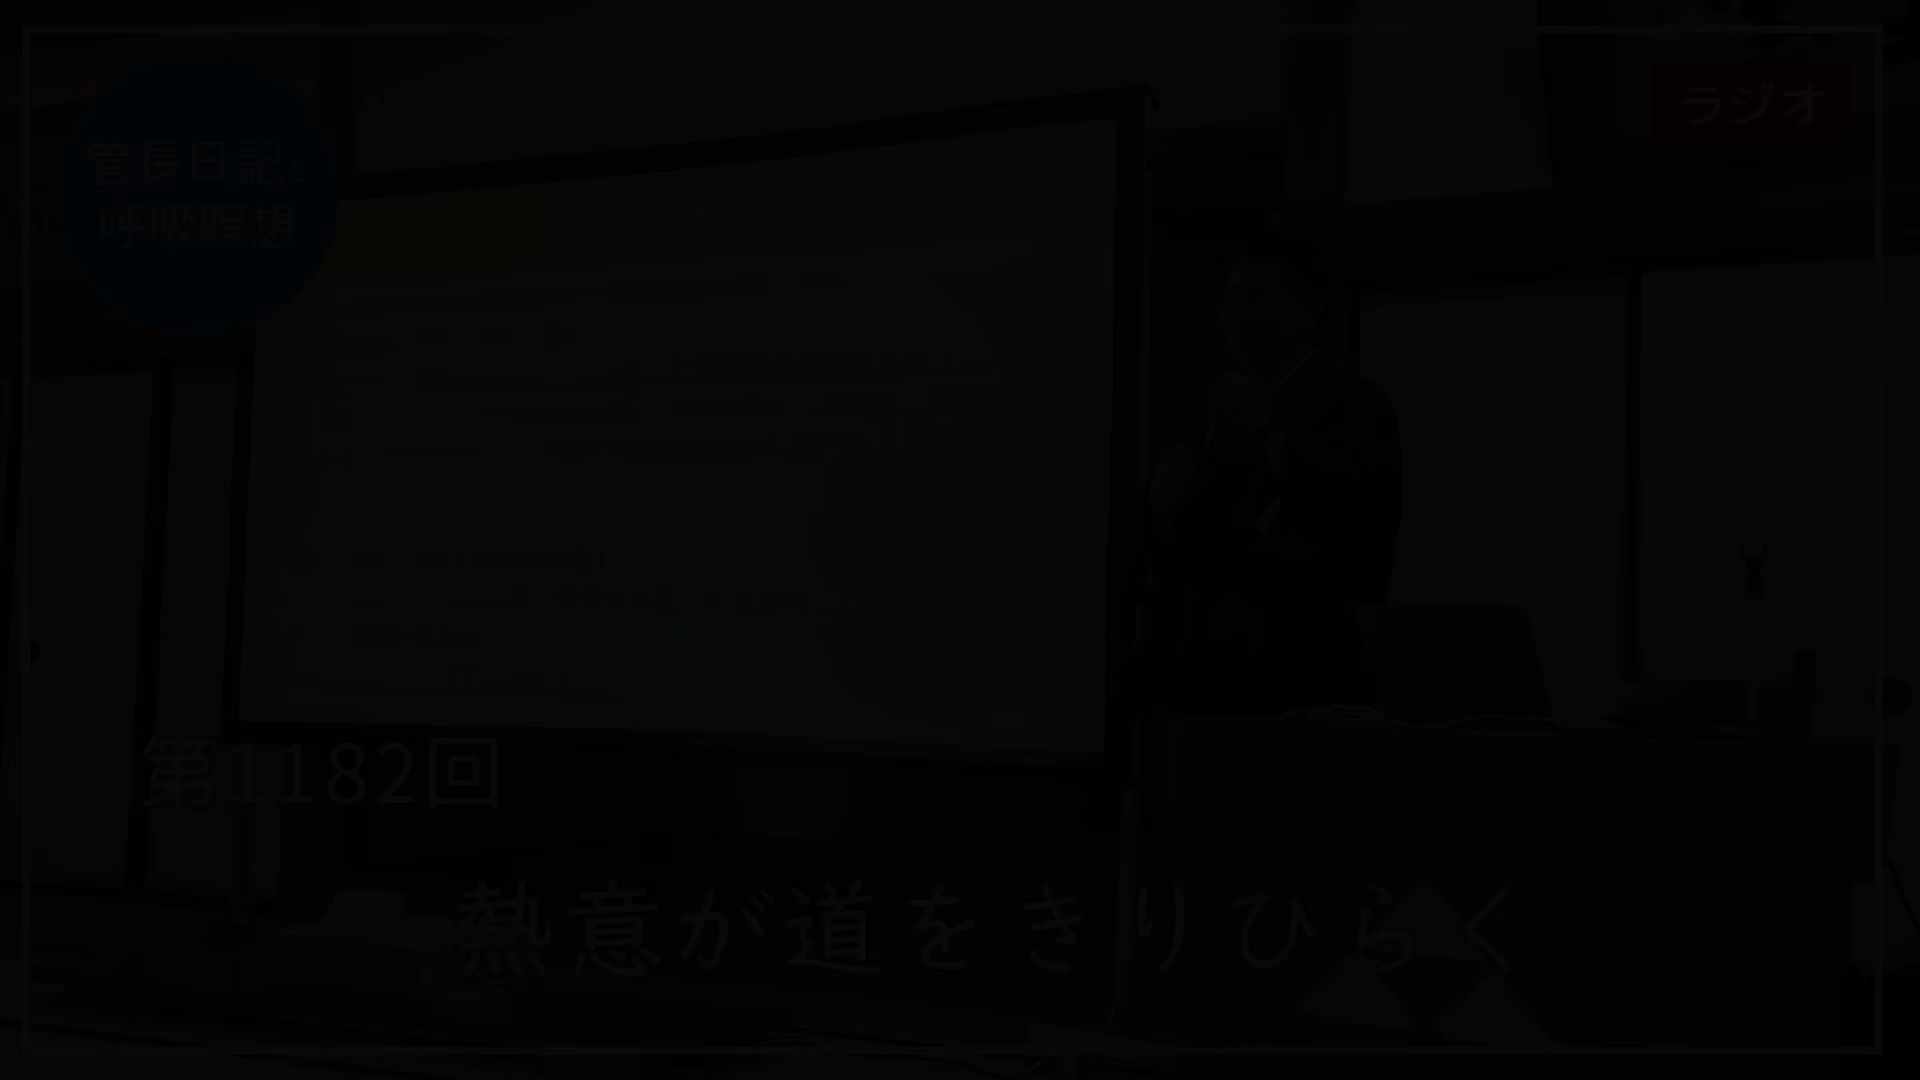 管長日記と
呼吸瞑想
ラジオ
第1182回
熱意が道をきりひらく